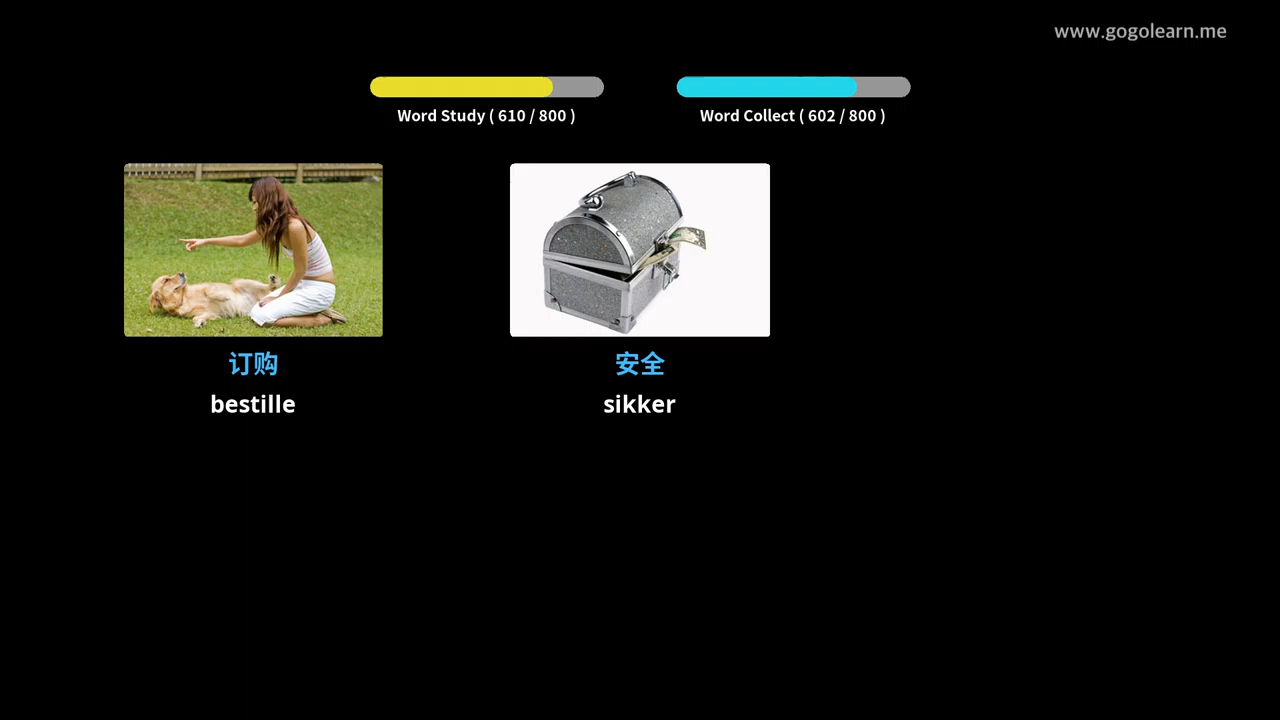 www.gogolearn.me
Word Study ( 610 / 800 )
Word Collect ( 602 / 800 )
订购
安全
bestille
sikker